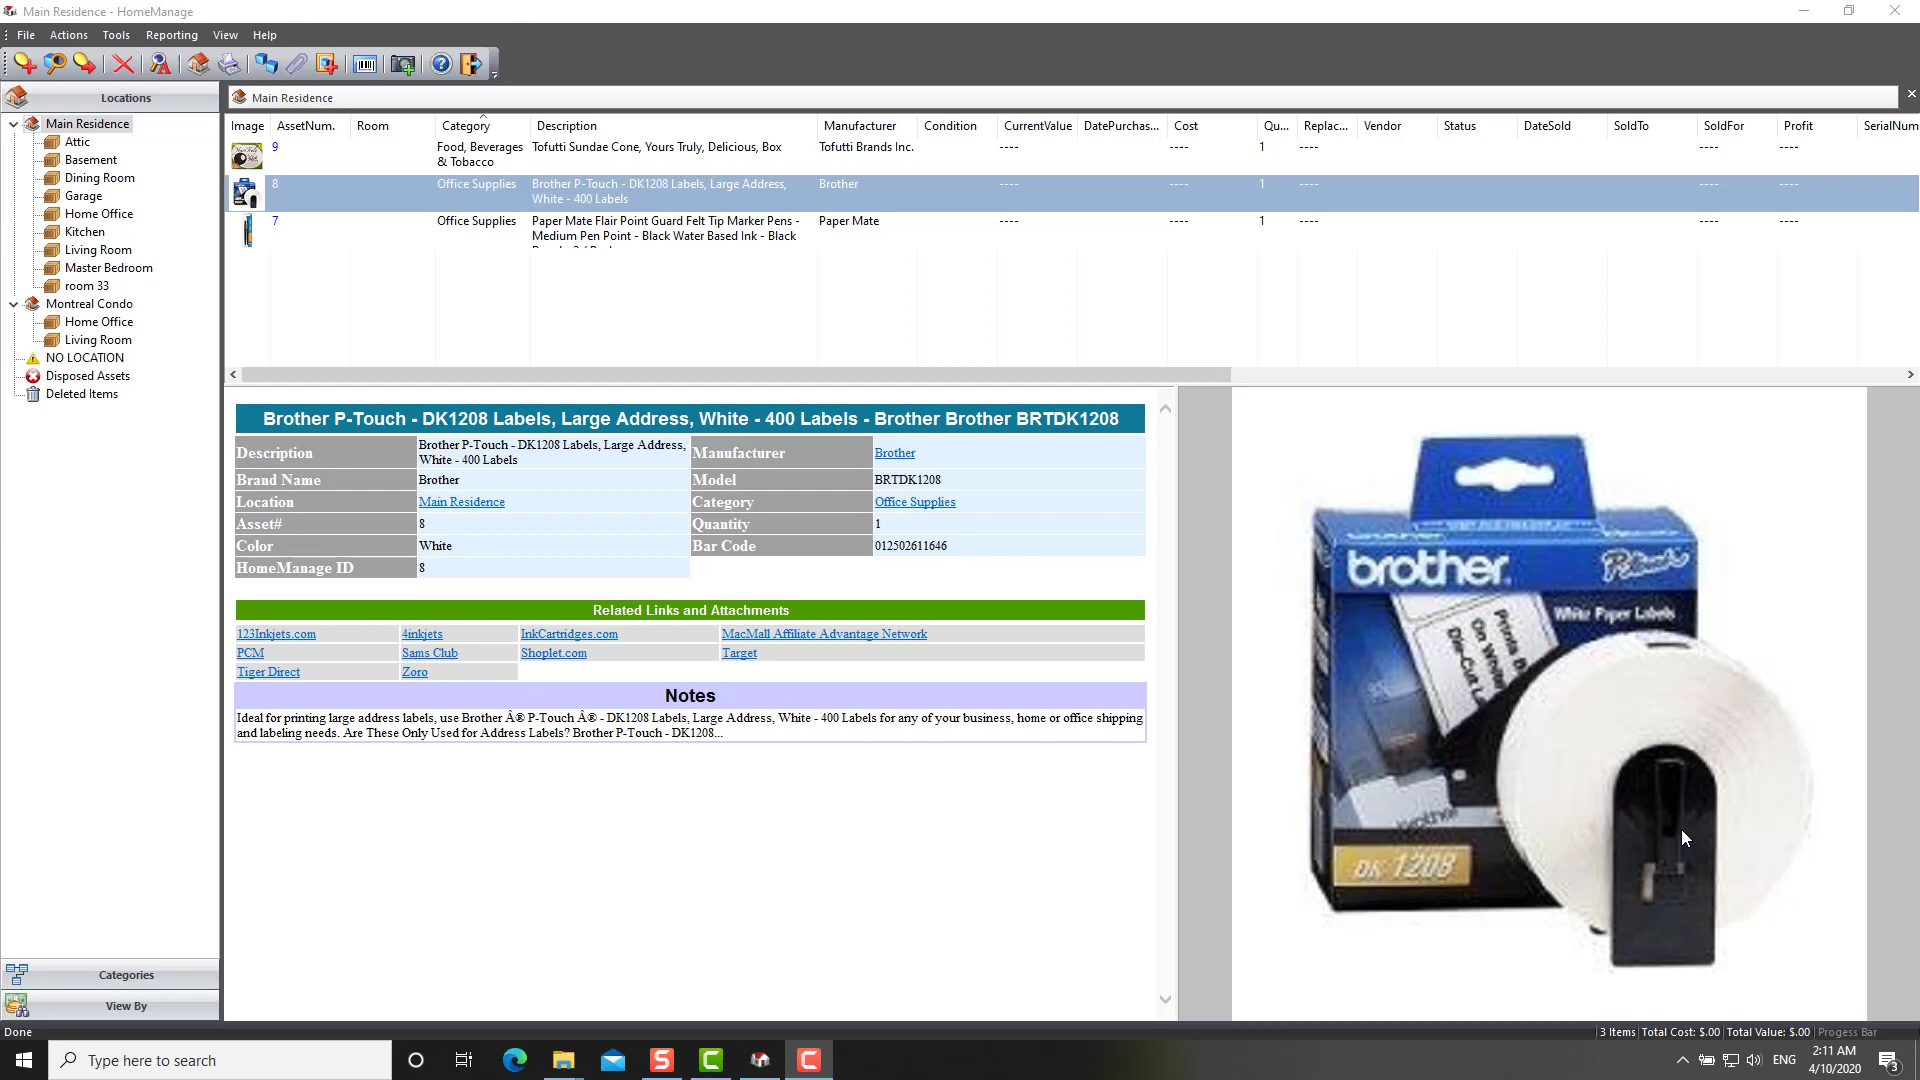 Main Residence - HomeManage
File Actions Tools Reporting View Help
Locations
Main Residence
Attic
Basement
Dining Room
Garage
Home Office
Kitchen
Living Room
Master Bedroom
room 33
Montreal Condo
Home Office
Living Room
NO LOCATION
Disposed Assets
Deleted Items
Categories
View By
Main Residence
Image AssetNum. Room Category Description Manufacturer Condition CurrentValue DatePurchas... Cost Qu... Replac... Vendor Status DateSold SoldTo SoldFor Profit SerialNum
9 Food, Beverages Tofutti Sundae Cone, Yours Truly, Delicious, Box Tofutti Brands Inc. ---- ---- 1 ---- ---- ----
& Tobacco
8 Office Supplies Brother P-Touch - DK1208 Labels, Large Address, Brother ---- ---- 1 ---- ---- ----
White - 400 Labels
7 Office Supplies Paper Mate Flair Point Guard Felt Tip Marker Pens - Paper Mate ---- ---- 1 ---- ---- ----
Medium Pen Point - Black Water Based Ink - Black
Brother P-Touch - DK1208 Labels, Large Address, White - 400 Labels - Brother Brother BRTDK1208
Description Brother P-Touch - DK1208 Labels, Large Address, Manufacturer Brother
White - 400 Labels
Brand Name Brother Model BRTDK1208
Location Main Residence Category Office Supplies
Asset# 8 Quantity 1
Color White Bar Code 012502611646
HomeManage ID 8
Related Links and Attachments
123Inkjets.com 4inkjets InkCartridges.com MacMall Affiliate Advantage Network
PCM Sams Club Shoplet.com Target
Tiger Direct Zoro
Notes
Ideal for printing large address labels, use Brother Â® P-Touch Â® - DK1208 Labels, Large Address, White - 400 Labels for any of your business, home or office shipping
and labeling needs. Are These Only Used for Address Labels? Brother P-Touch - DK1208...
brother
P-touch
White Paper Labels
brother
DK 1208
Done
3 Items Total Cost: $.00 Total Value: $.00 Progess Bar
Type here to search
ENG
2:11 AM
4/10/2020
3